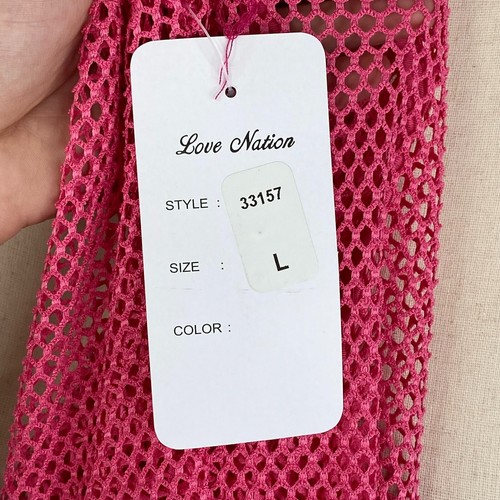 Love Nation
STYLE : 33157
SIZE : L
COLOR :